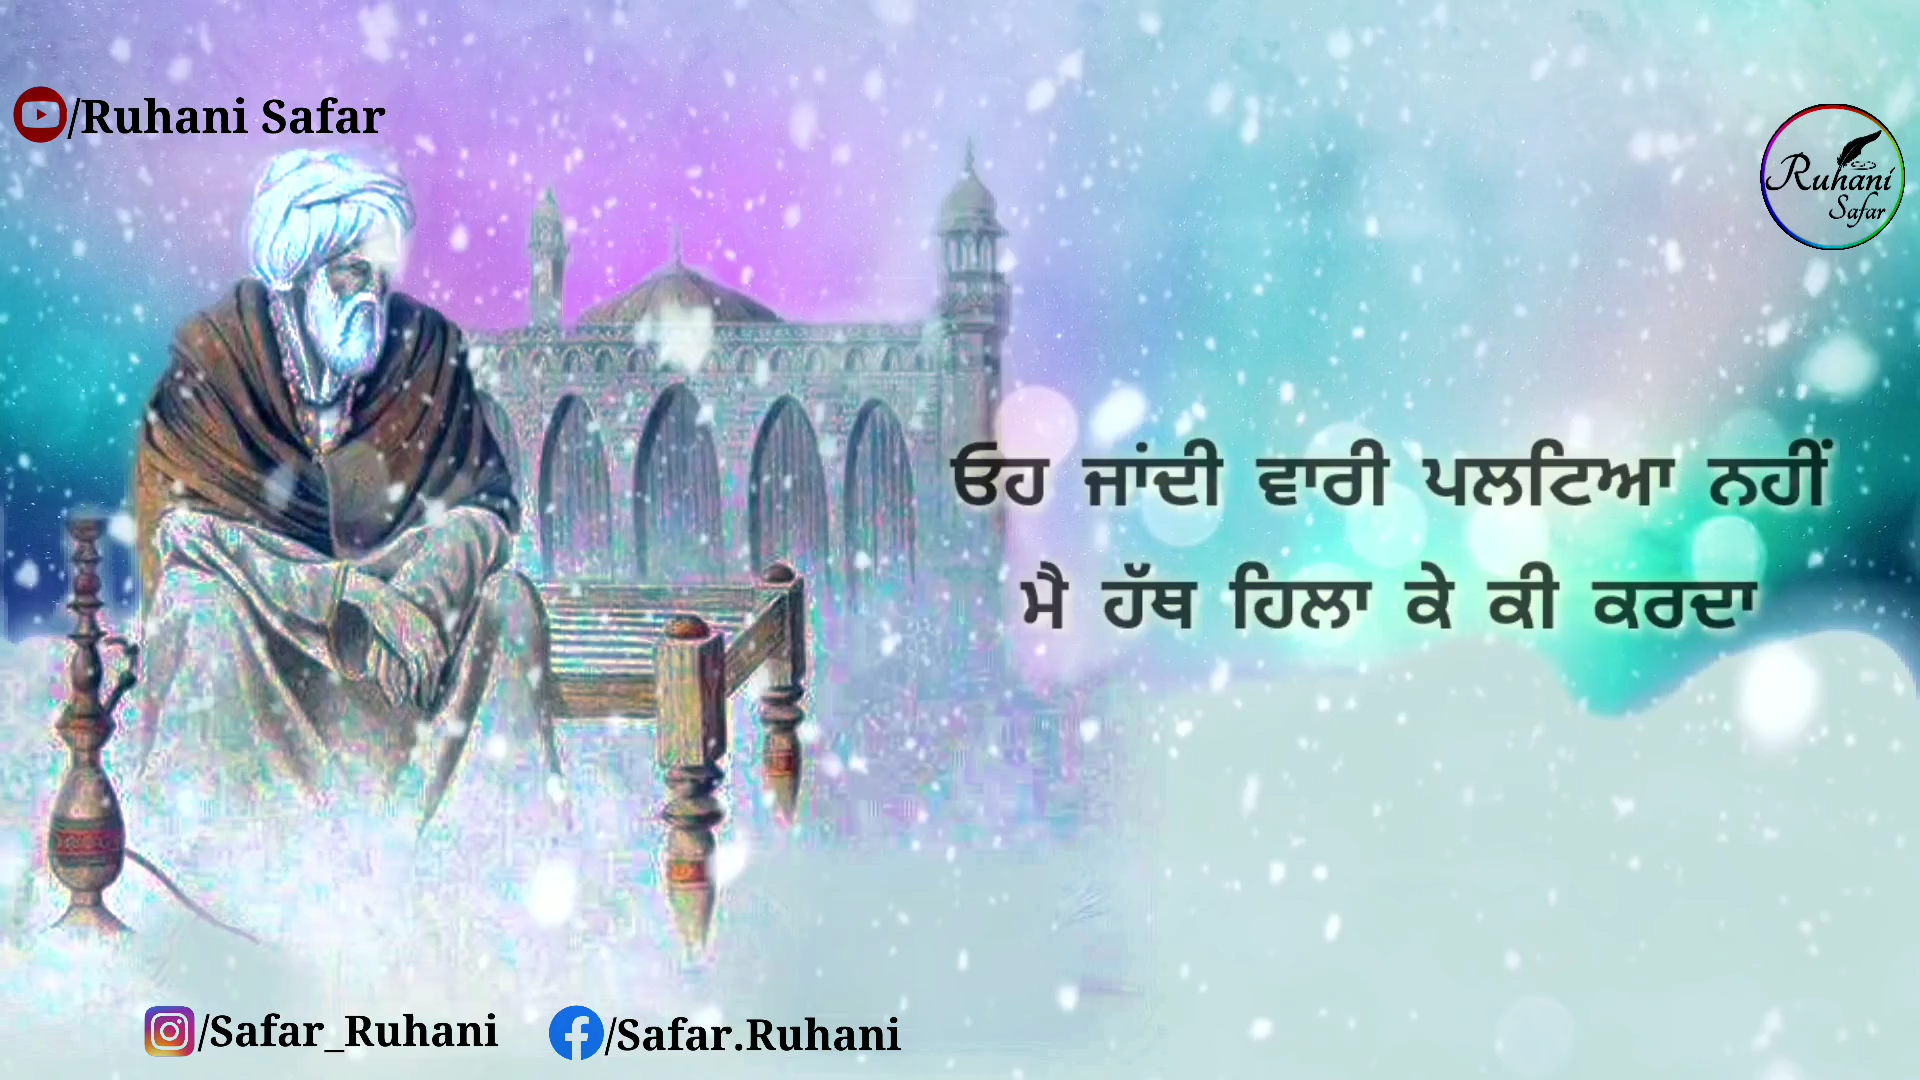 /Ruhani Safar
Ruhani
Safar
ਓਹ ਜਾਂਦੀ ਵਾਰੀ ਪਲਟਿਆ ਨਹੀਂ
ਮੈ ਹੱਥ ਹਿਲਾ ਕੇ ਕੀ ਕਰਦਾ
/Safar_Ruhani
/Safar.Ruhani